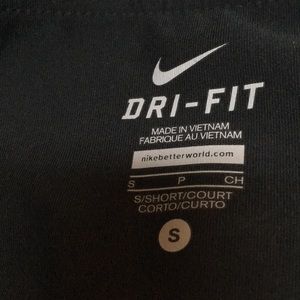 DRI-FIT
MADE IN VIETNAM
FABRIQUE AU VIETNAM
nikebetterworld.com
S P CH
S/SHORT/COURT
CORTO/CURTO
S